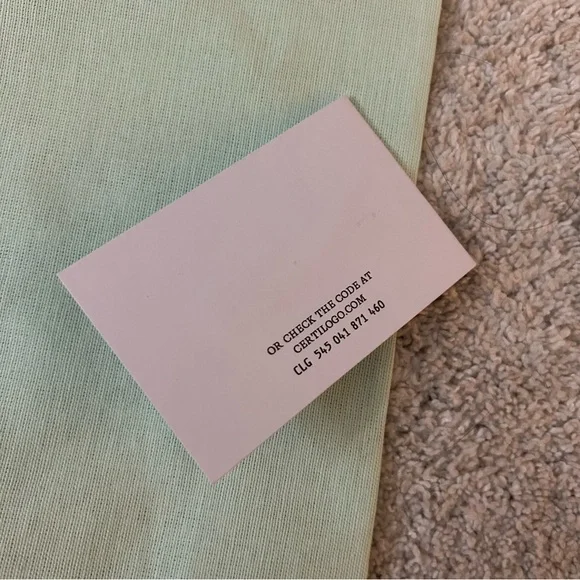 OR CHECK THE CODE AT
CERTILOGO.COM
CLG 545 041 871 460